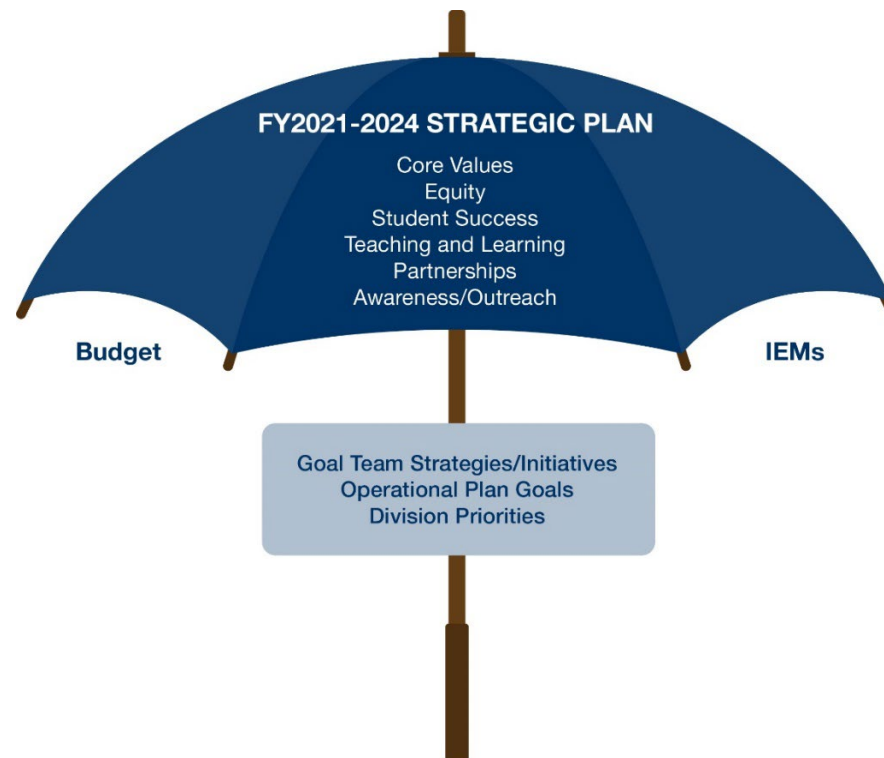 FY2021-2024 STRATEGIC PLAN
Core Values
Equity
Student Success
Teaching and Learning
Partnerships
Awareness/Outreach
Budget
IEMs
Goal Team Strategies/Initiatives
Operational Plan Goals
Division Priorities